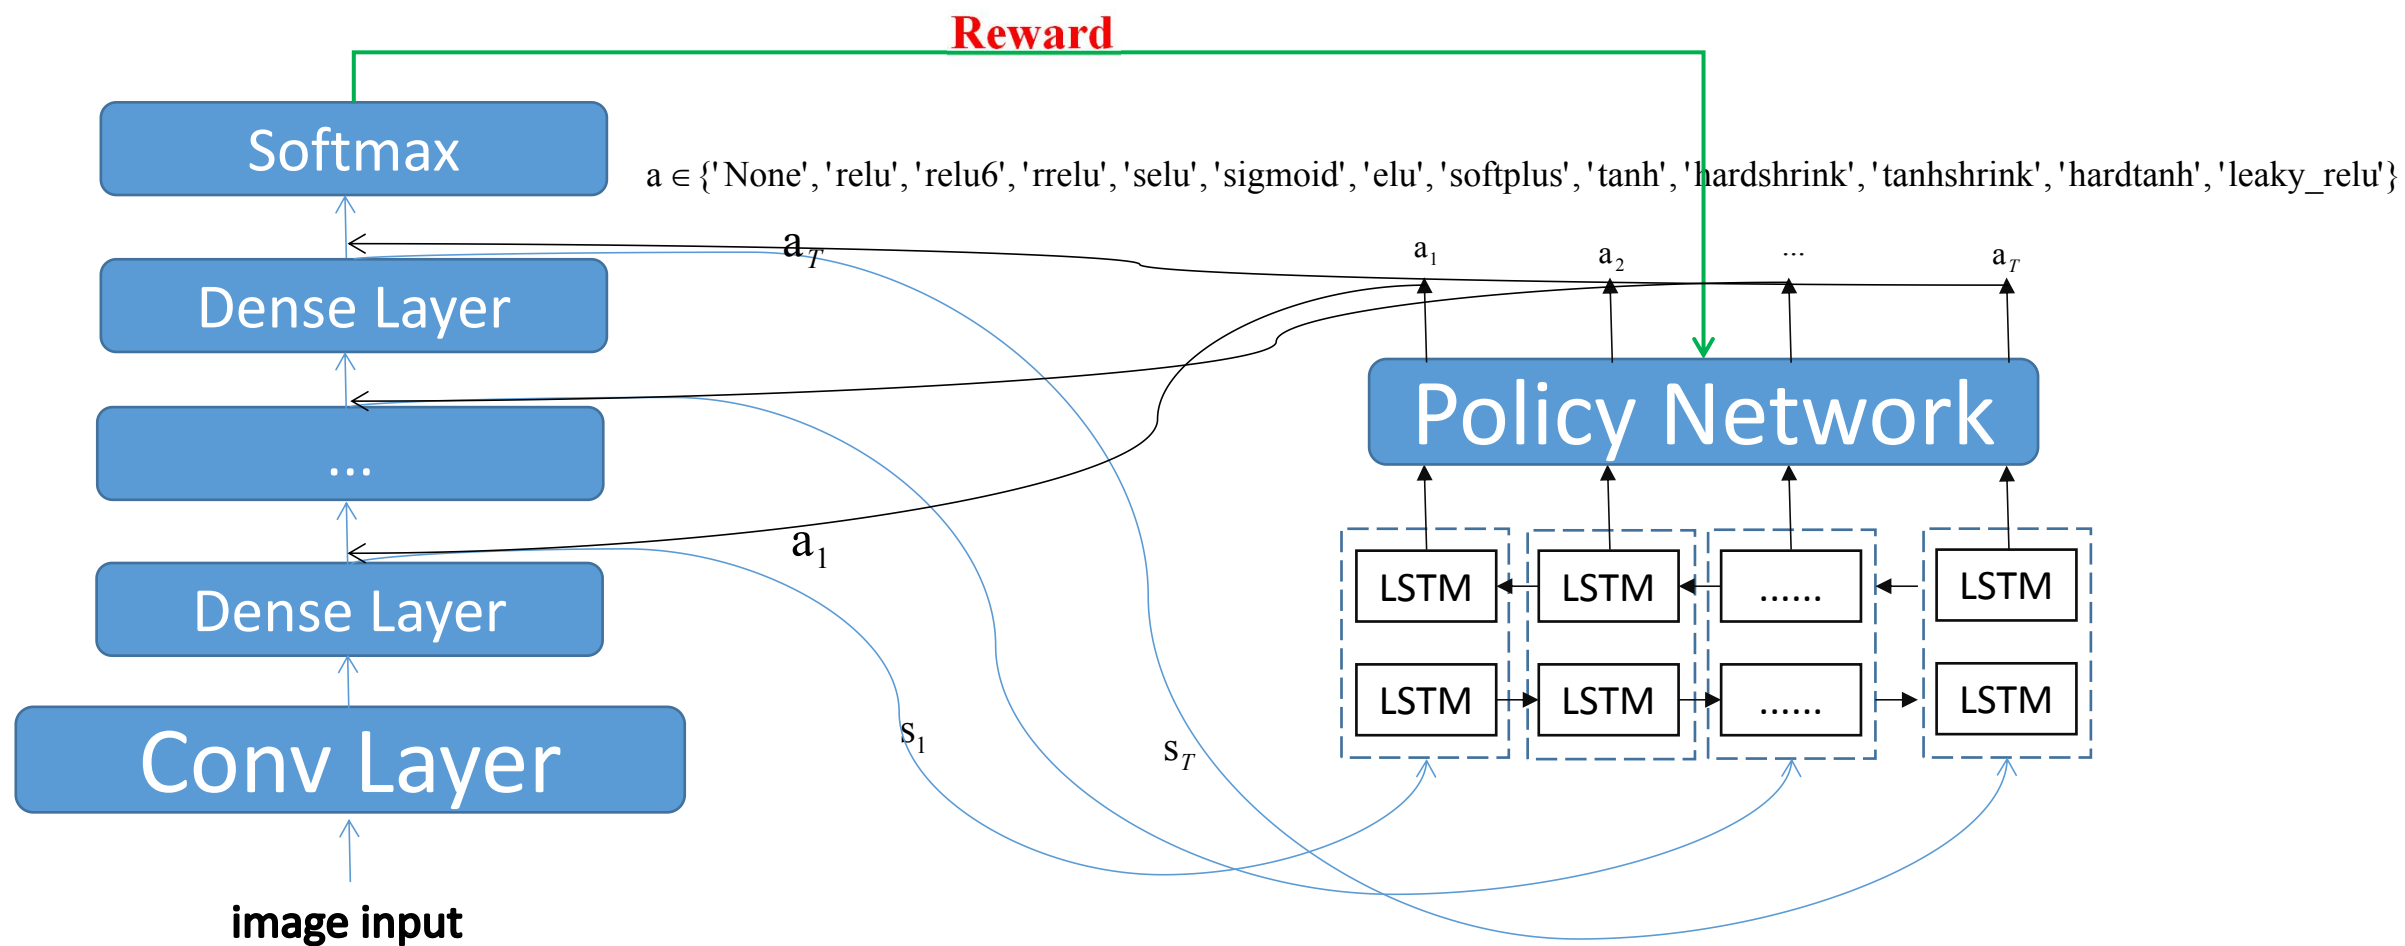 Reward
Softmax
a ∈ {'None', 'relu', 'relu6', 'rrelu', 'selu', 'sigmoid', 'elu', 'softplus', 'tanh', 'hardshrink', 'tanhshrink', 'hardtanh', 'leaky_relu'}
a_T
a_1
a_2
...
a_T
Dense Layer
Policy Network
...
a_1
Dense Layer
LSTM
LSTM
......
LSTM
LSTM
LSTM
......
LSTM
s_1
s_T
Conv Layer
image input